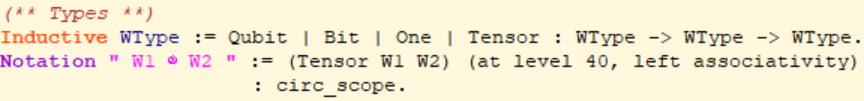 (** Types **)
Inductive WType := Qubit | Bit | One | Tensor : WType -> WType -> WType.
Notation " W1 ⊗ W2 " := (Tensor W1 W2) (at level 40, left associativity)
: circ_scope.